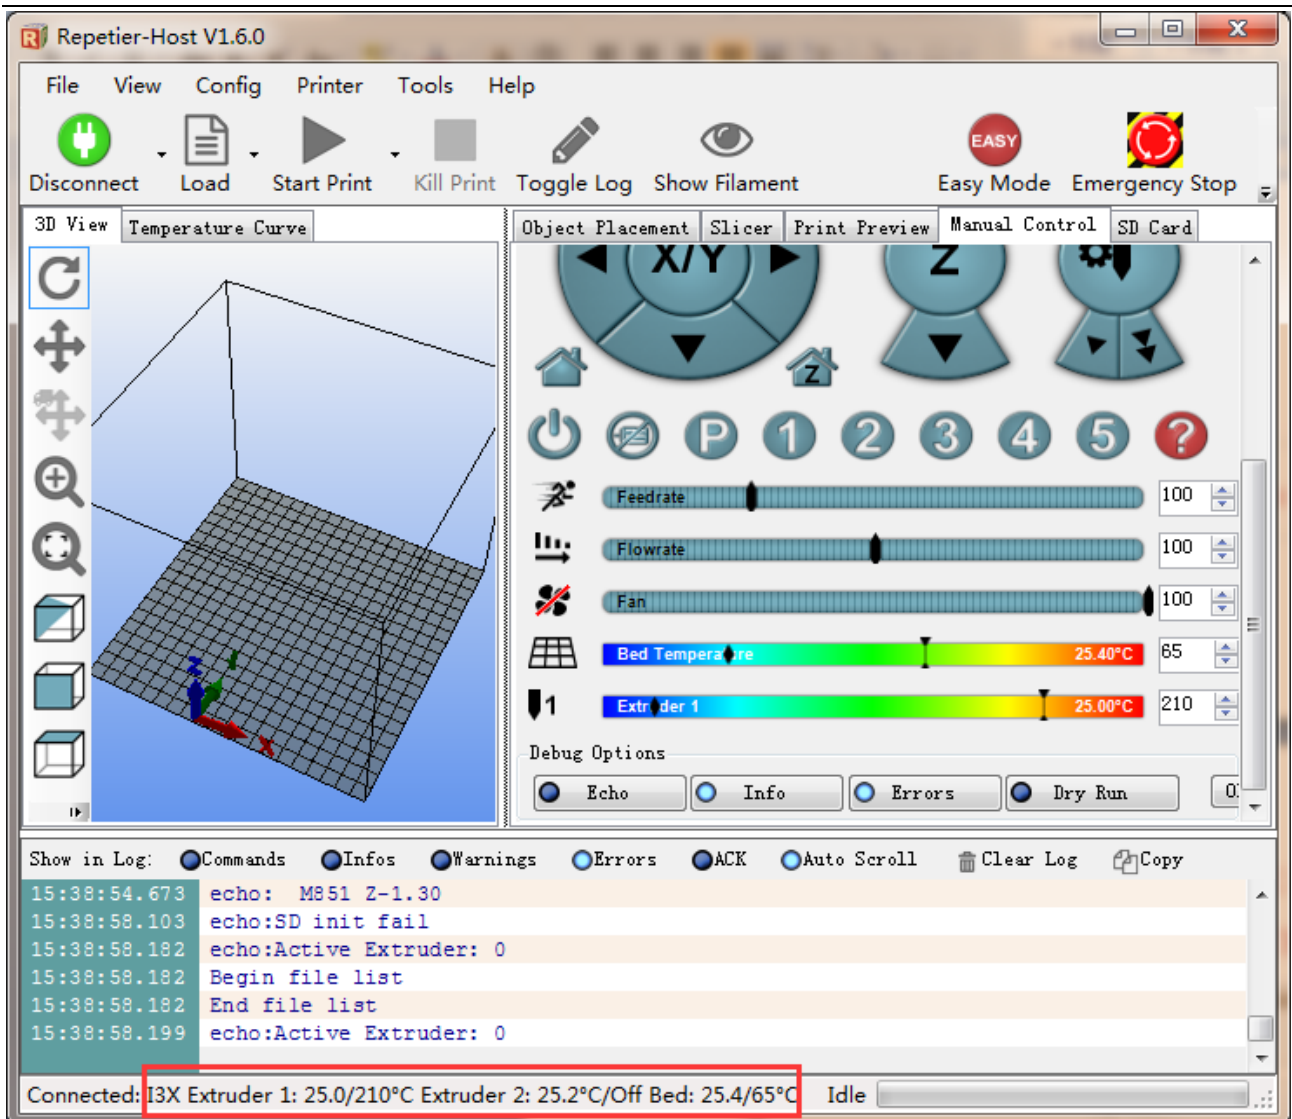 Repetier-Host V1.6.0
File View Config Printer Tools Help
EASY
Disconnect Load Start Print Kill Print Toggle Log Show Filament Easy Mode Emergency Stop
3D View Temperature Curve Object Placement Slicer Print Preview Manual Control SD Card
X/Y Z
Z
P 1 2 3 4 5 ?
Feedrate 100
Flowrate 100
Fan 100
Bed Temperature 25.40°C 65
1 Extruder 1 25.00°C 210
Z X
Debug Options
Echo Info Errors Dry Run
Show in Log: Commands Infos Warnings Errors ACK Auto Scroll Clear Log Copy
15:38:54.673 echo: M851 Z-1.30
15:38:58.103 echo:SD init fail
15:38:58.182 echo:Active Extruder: 0
15:38:58.182 Begin file list
15:38:58.182 End file list
15:38:58.199 echo:Active Extruder: 0
Connected: I3X Extruder 1: 25.0/210°C Extruder 2: 25.2°C/Off Bed: 25.4/65°C Idle